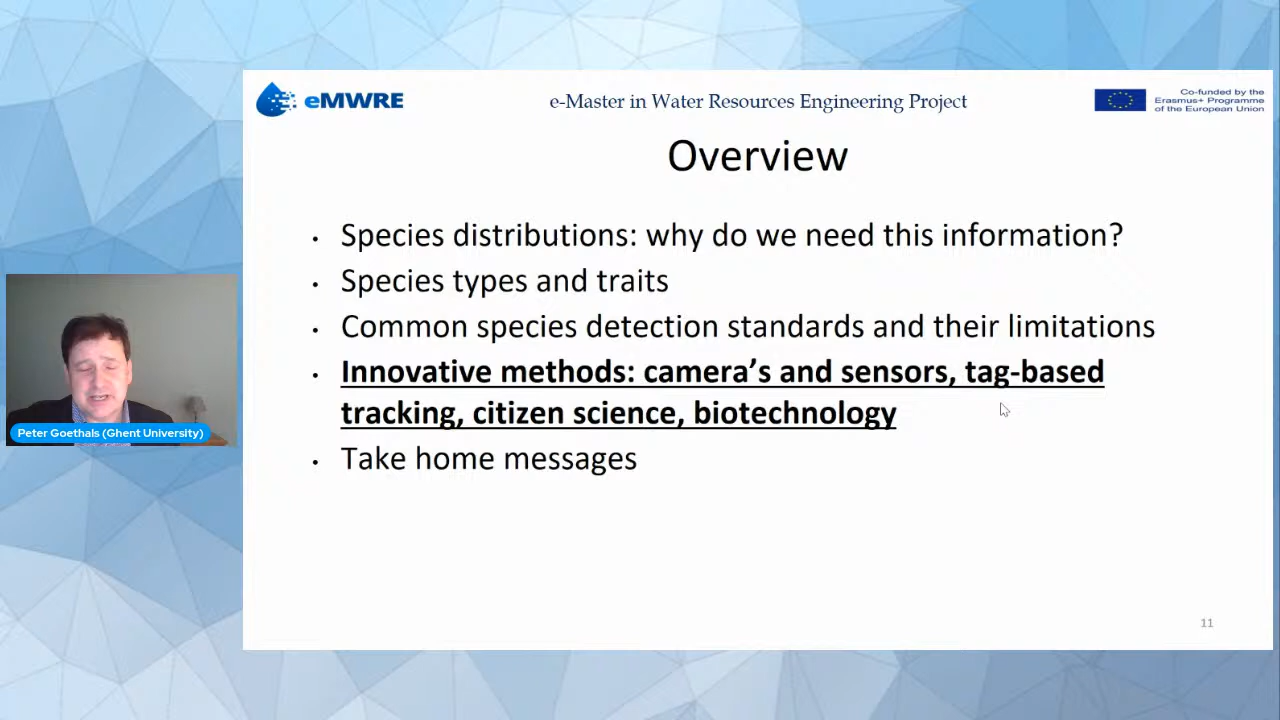 eMWRE
e-Master in Water Resources Engineering Project
Co-funded by the
Erasmus+ Programme
of the European Union
Overview
• Species distributions: why do we need this information?
• Species types and traits
• Common species detection standards and their limitations
• Innovative methods: camera's and sensors, tag-based
tracking, citizen science, biotechnology
• Take home messages
Peter Goethals (Ghent University)
11